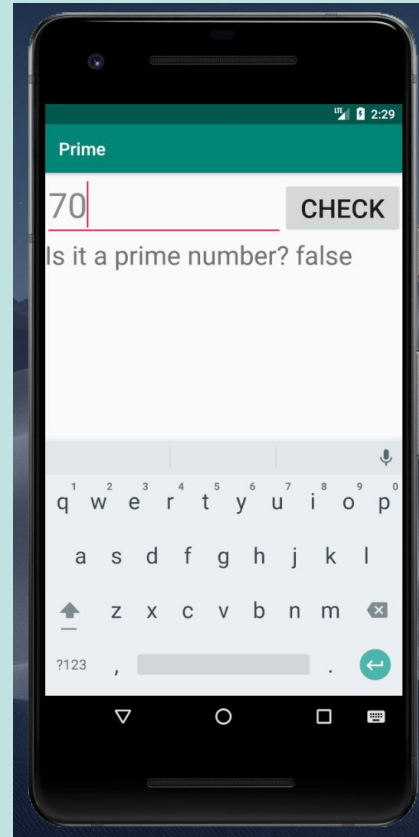 LTE 2:29
Prime
70 CHECK
Is it a prime number? false
1 2 3 4 5 6 7 8 9 0
q w e r t y u i o p
a s d f g h j k l
z x c v b n m
?123 , .